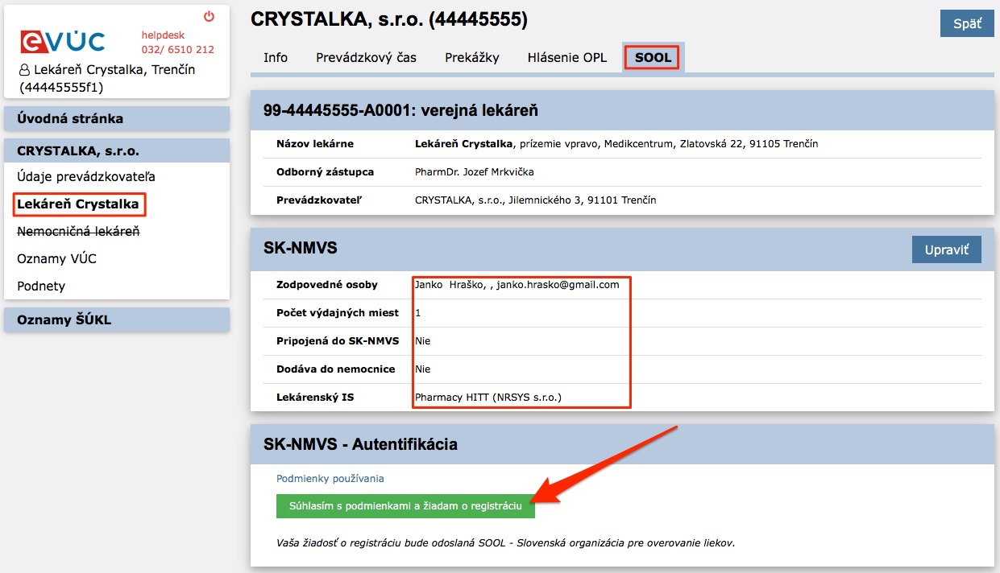 eVÚC
helpdesk
032/ 6510 212
Lekáreň Crystalka, Trenčín
(44445555f1)
Úvodná stránka
CRYSTALKA, s.r.o.
Údaje prevádzkovateľa
Lekáreň Crystalka
Nemocničná lekáreň
Oznamy VÚC
Podnety
Oznamy ŠÚKL
CRYSTALKA, s.r.o. (44445555)
Späť
Info Prevádzkový čas Prekážky Hlásenie OPL SOOL
99-44445555-A0001: verejná lekáreň
Názov lekárne Lekáreň Crystalka, prízemie vpravo, Medikcentrum, Zlatovská 22, 91105 Trenčín
Odborný zástupca PharmDr. Jozef Mrkvička
Prevádzkovateľ CRYSTALKA, s.r.o., Jilemnického 3, 91101 Trenčín
SK-NMVS Upraviť
Zodpovedné osoby Janko Hraško, , janko.hrasko@gmail.com
Počet výdajných miest 1
Pripojená do SK-NMVS Nie
Dodáva do nemocnice Nie
Lekárenský IS Pharmacy HITT (NRSYS s.r.o.)
SK-NMVS - Autentifikácia
Podmienky používania
Súhlasím s podmienkami a žiadam o registráciu
Vaša žiadosť o registráciu bude odoslaná SOOL - Slovenská organizácia pre overovanie liekov.